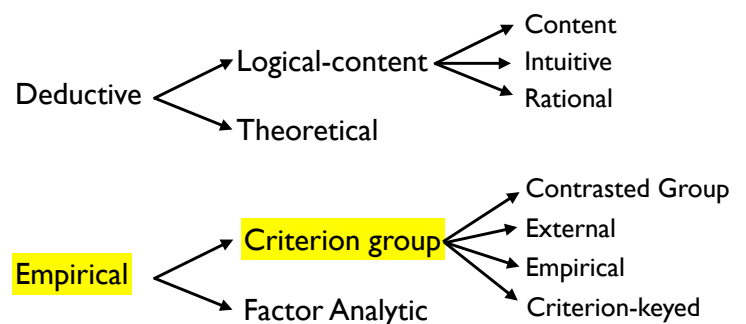 Deductive
Logical-content
Content
Intuitive
Rational
Theoretical
Empirical
Criterion group
Contrasted Group
External
Empirical
Criterion-keyed
Factor Analytic